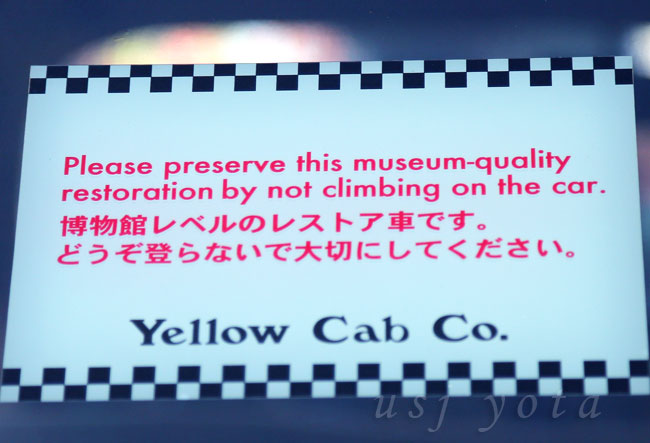 Please preserve this museum-quality
restoration by not climbing on the car.
博物館レベルのレストア車です。
どうぞ登らないで大切にしてください。
Yellow Cab Co.
usj yota